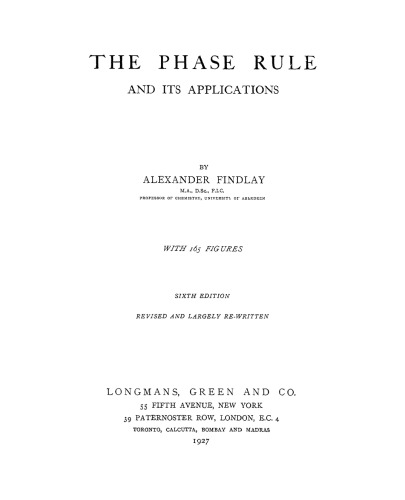 THE PHASE RULE
AND ITS APPLICATIONS
BY
ALEXANDER FINDLAY
M.A., D.Sc., F.I.C.
PROFESSOR OF CHEMISTRY, UNIVERSITY OF ABERDEEN
WITH 165 FIGURES
SIXTH EDITION
REVISED AND LARGELY RE-WRITTEN
LONGMANS, GREEN AND CO.
55 FIFTH AVENUE, NEW YORK
39 PATERNOSTER ROW, LONDON, E.C. 4
TORONTO, CALCUTTA, BOMBAY AND MADRAS
1927